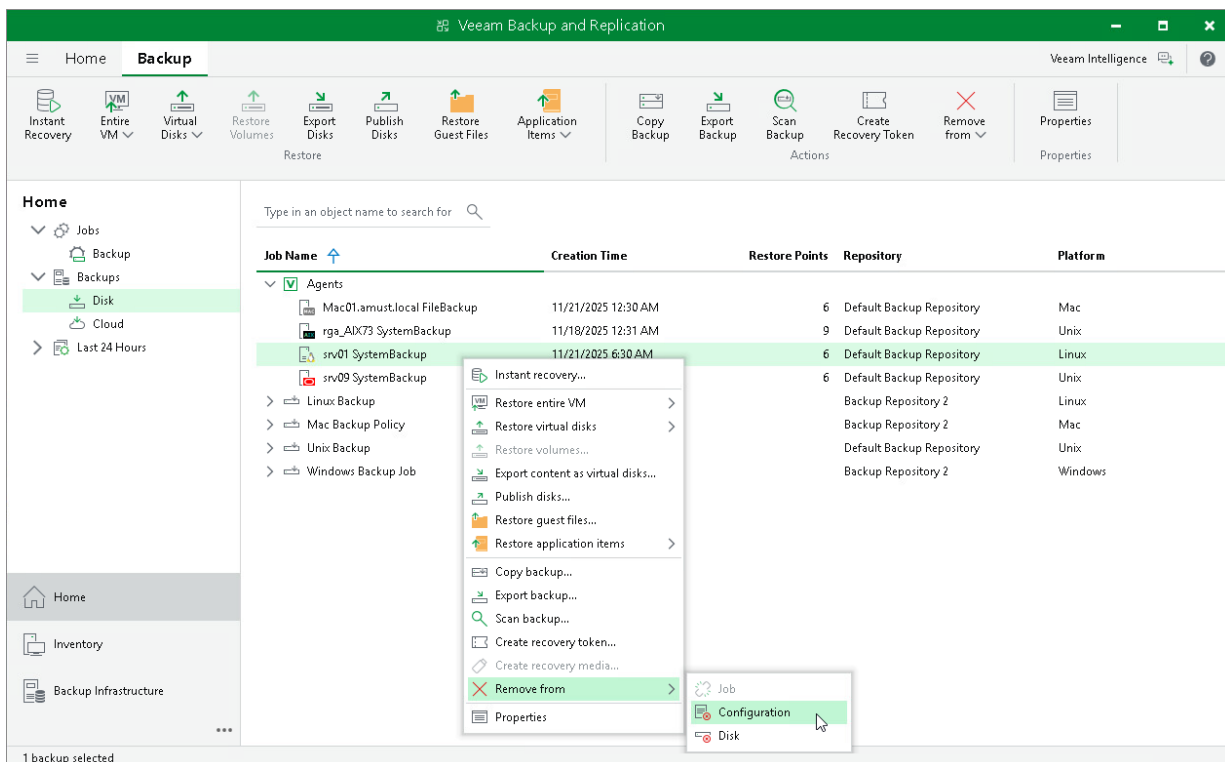 Veeam Backup and Replication
Home Backup Veeam Intelligence
Instant Recovery
Entire VM
Virtual Disks
Restore Volumes
Export Disks
Publish Disks
Restore Guest Files
Application Items
Copy Backup
Export Backup
Scan Backup
Create Recovery Token
Remove from
Properties
Restore Actions Properties
Home
Jobs
Backup
Backups
Disk
Cloud
Last 24 Hours
Type in an object name to search for
Job Name Creation Time Restore Points Repository Platform
Agents
Mac01.amust.local FileBackup 11/21/2025 12:30 AM 6 Default Backup Repository Mac
rga_AIX73 SystemBackup 11/18/2025 12:31 AM 9 Default Backup Repository Unix
srv01 SystemBackup 11/21/2025 6:30 AM 6 Default Backup Repository Linux
srv09 SystemBackup 6 Default Backup Repository Unix
Linux Backup Backup Repository 2 Linux
Mac Backup Policy Backup Repository 2 Mac
Unix Backup Default Backup Repository Unix
Windows Backup Job Backup Repository 2 Windows
Instant recovery...
Restore entire VM
Restore virtual disks
Restore volumes...
Export content as virtual disks...
Publish disks...
Restore guest files...
Restore application items
Copy backup...
Export backup...
Scan backup...
Create recovery token...
Create recovery media...
Remove from
Properties
Job
Configuration
Disk
Home
Inventory
Backup Infrastructure
1 backup selected